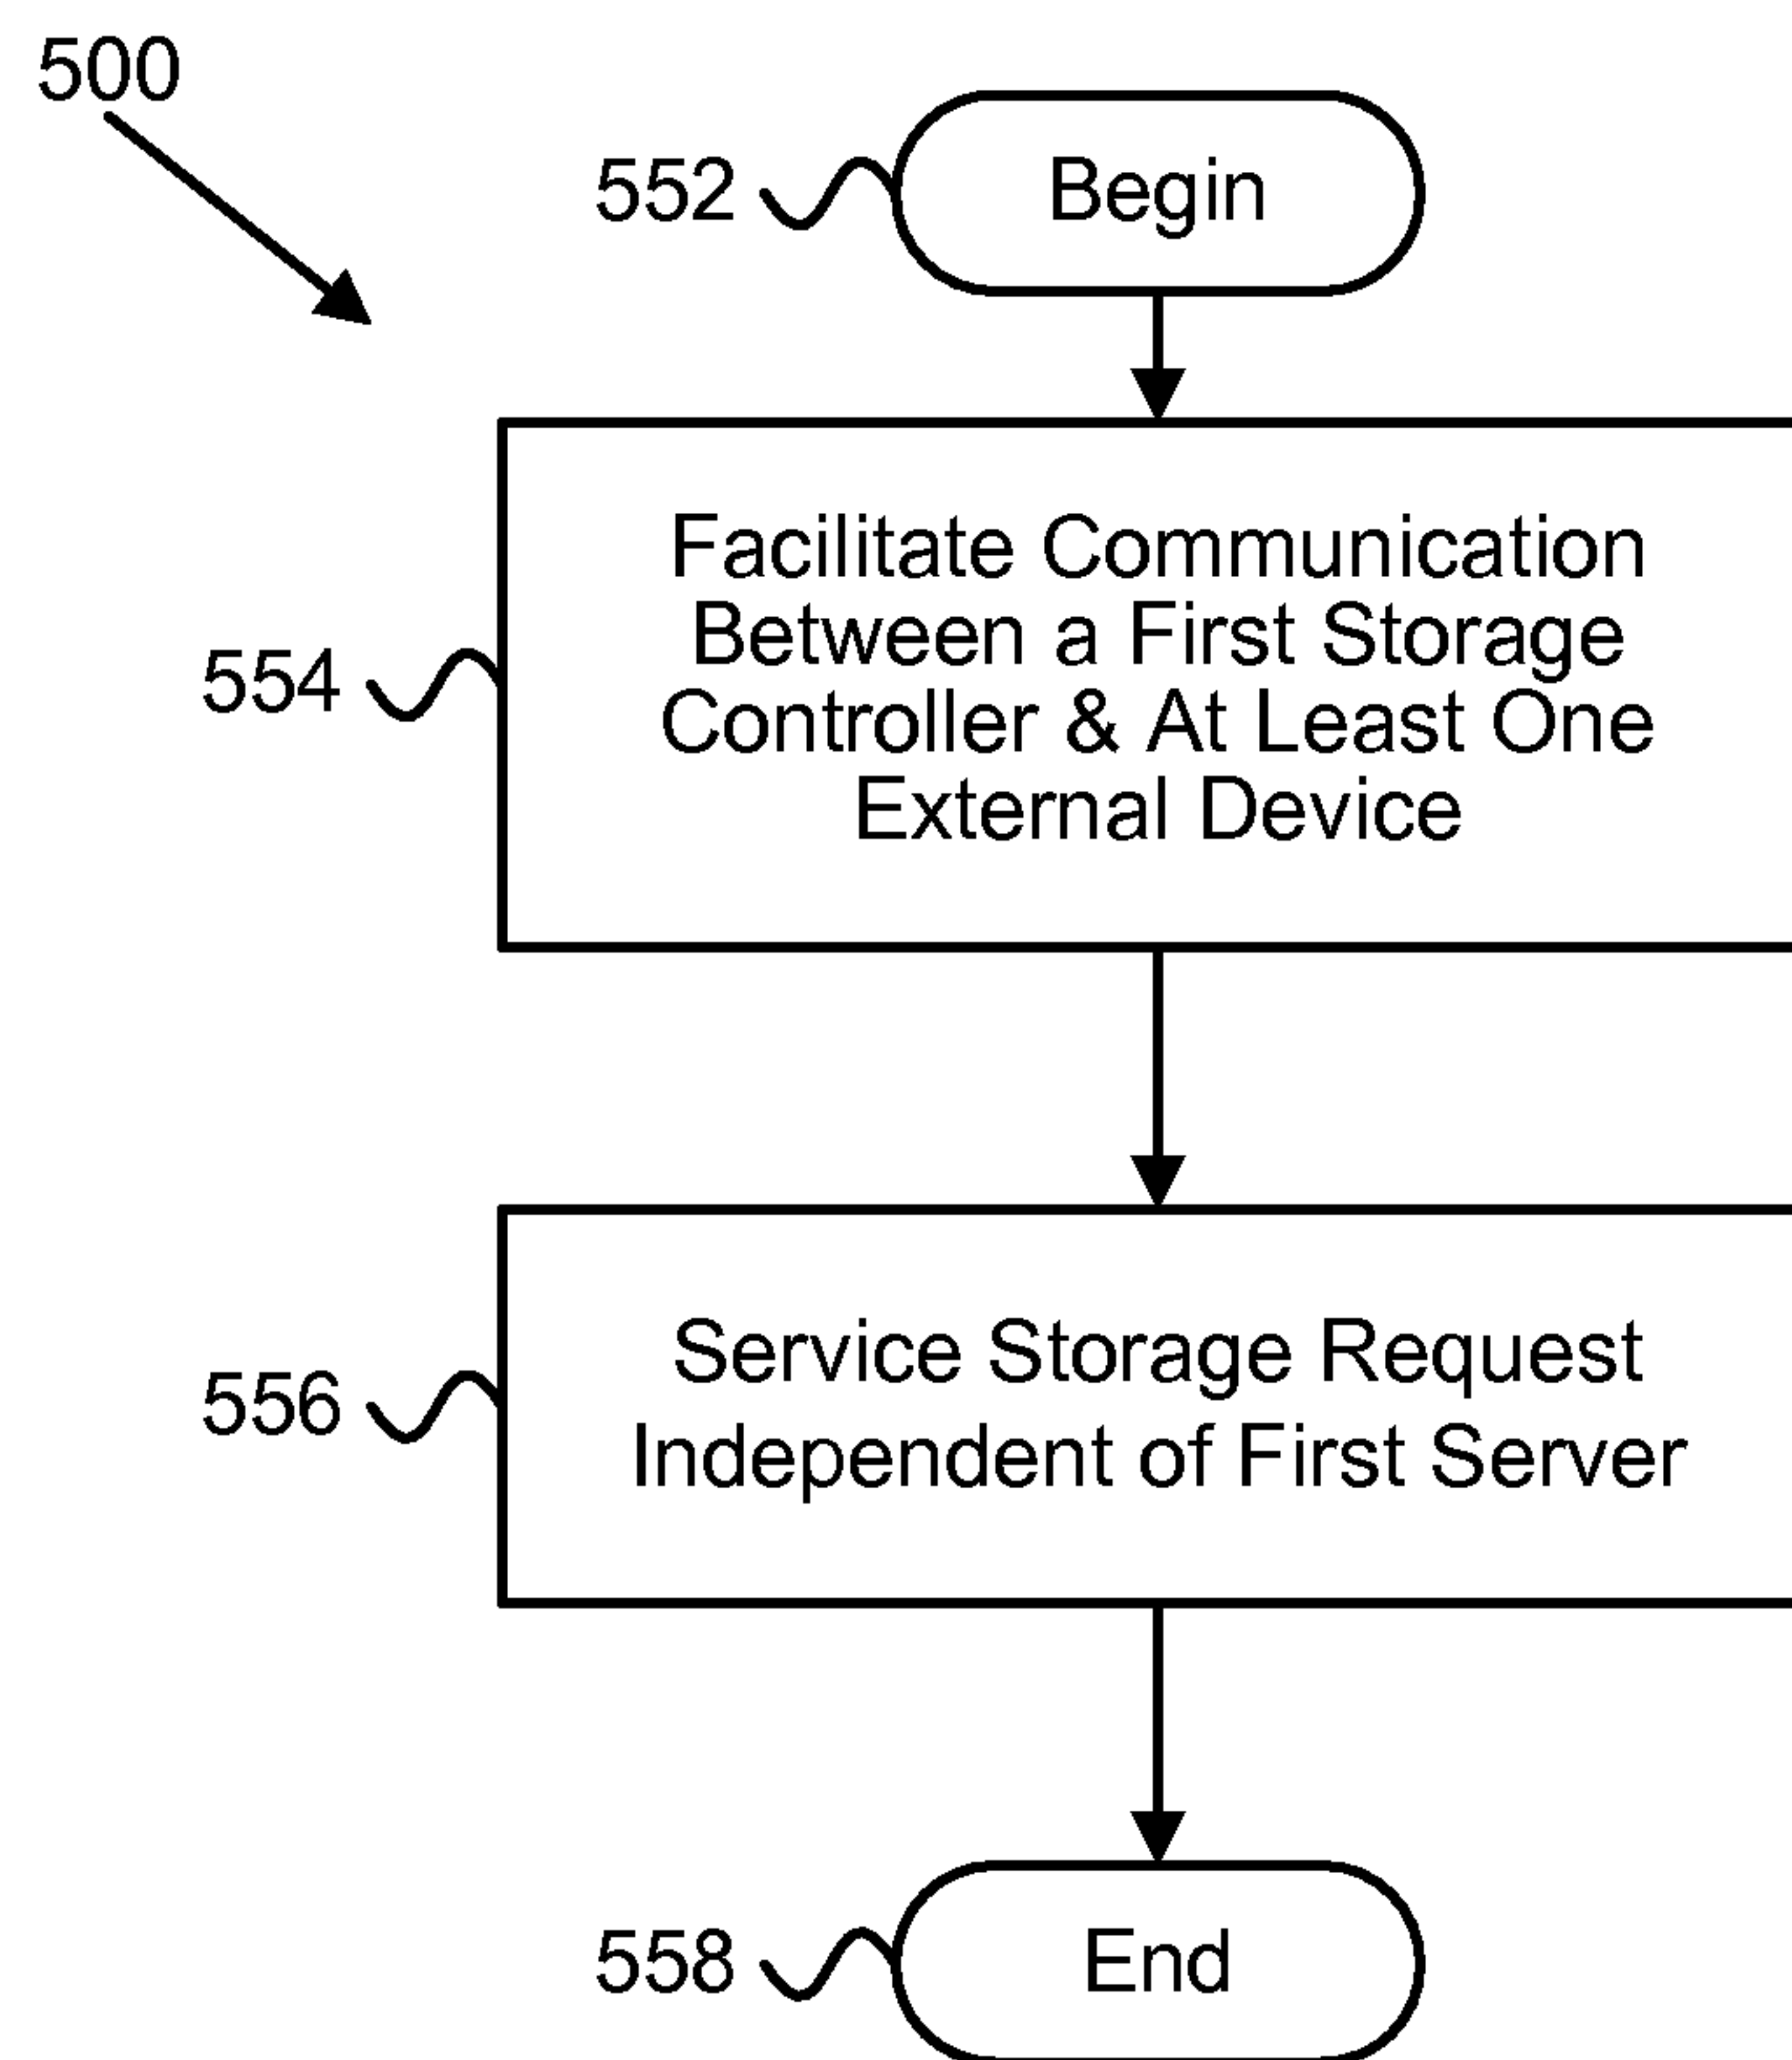 500
552 Begin
Facilitate Communication
Between a First Storage
554
Controller & At Least One
External Device
Service Storage Request
556
Independent of First Server
558 End